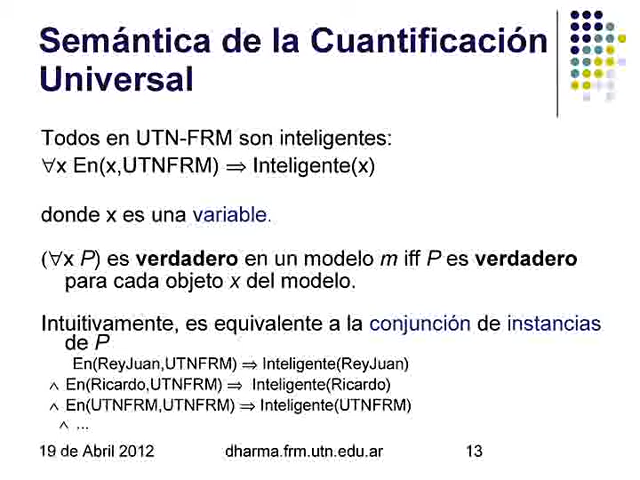 Semántica de la Cuantificación
Universal
Todos en UTN-FRM son inteligentes:
∀x En(x,UTNFRM) ⇒ Inteligente(x)
donde x es una variable.
(∀x P) es verdadero en un modelo m iff P es verdadero
para cada objeto x del modelo.
Intuitivamente, es equivalente a la conjunción de instancias
de P
En(ReyJuan,UTNFRM) ⇒ Inteligente(ReyJuan)
∧ En(Ricardo,UTNFRM) ⇒ Inteligente(Ricardo)
∧ En(UTNFRM,UTNFRM) ⇒ Inteligente(UTNFRM)
∧ ...
19 de Abril 2012 dharma.frm.utn.edu.ar 13